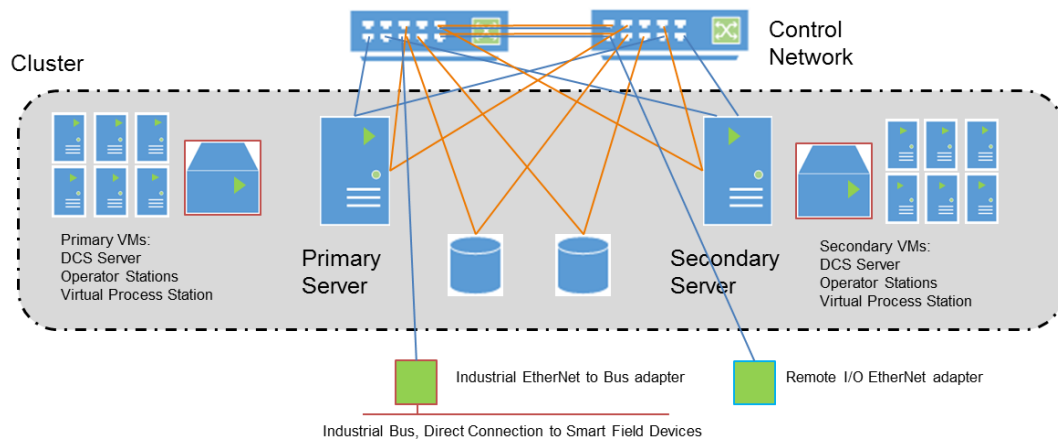 Control
Network
Cluster
Primary VMs:
DCS Server
Operator Stations
Virtual Process Station
Primary
Server
Secondary
Server
Secondary VMs:
DCS Server
Operator Stations
Virtual Process Station
Industrial EtherNet to Bus adapter
Remote I/O EtherNet adapter
Industrial Bus, Direct Connection to Smart Field Devices